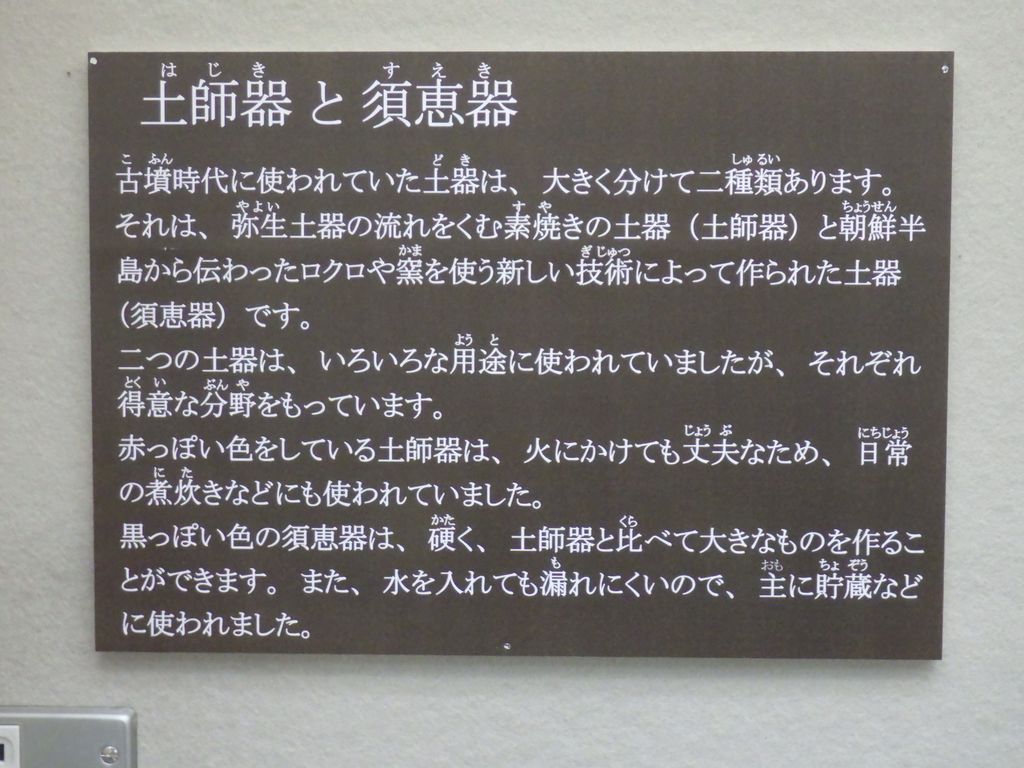 土師器と須恵器
古墳時代に使われていた土器は、大きく分けて二種類あります。
それは、弥生土器の流れをくむ素焼きの土器（土師器）と朝鮮半
島から伝わったロクロや窯を使う新しい技術によって作られた土器
（須恵器）です。
二つの土器は、いろいろな用途に使われていましたが、それぞれ
得意な分野をもっています。
赤っぽい色をしている土師器は、火にかけても丈夫なため、日常
の煮炊きなどにも使われていました。
黒っぽい色の須恵器は、硬く、土師器と比べて大きなものを作るこ
とができます。また、水を入れても漏れにくいので、主に貯蔵など
に使われました。